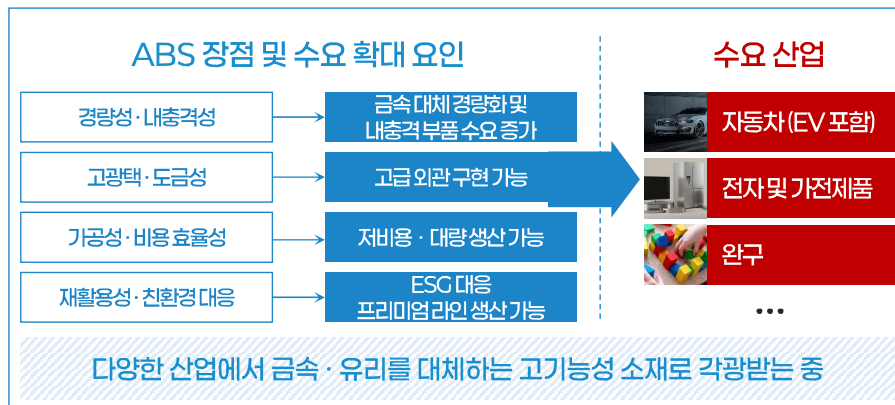 ABS 장점 및 수요 확대 요인
수요 산업
경량성·내충격성
금속 대체 경량화 및
내충격 부품 수요 증가
고광택·도금성
고급 외관 구현 가능
가공성·비용 효율성
저비용 · 대량 생산 가능
재활용성·친환경 대응
ESG 대응
프리미엄 라인 생산 가능
자동차 (EV 포함)
전자 및 가전제품
완구
...
다양한 산업에서 금속·유리를 대체하는 고기능성 소재로 각광받는 중